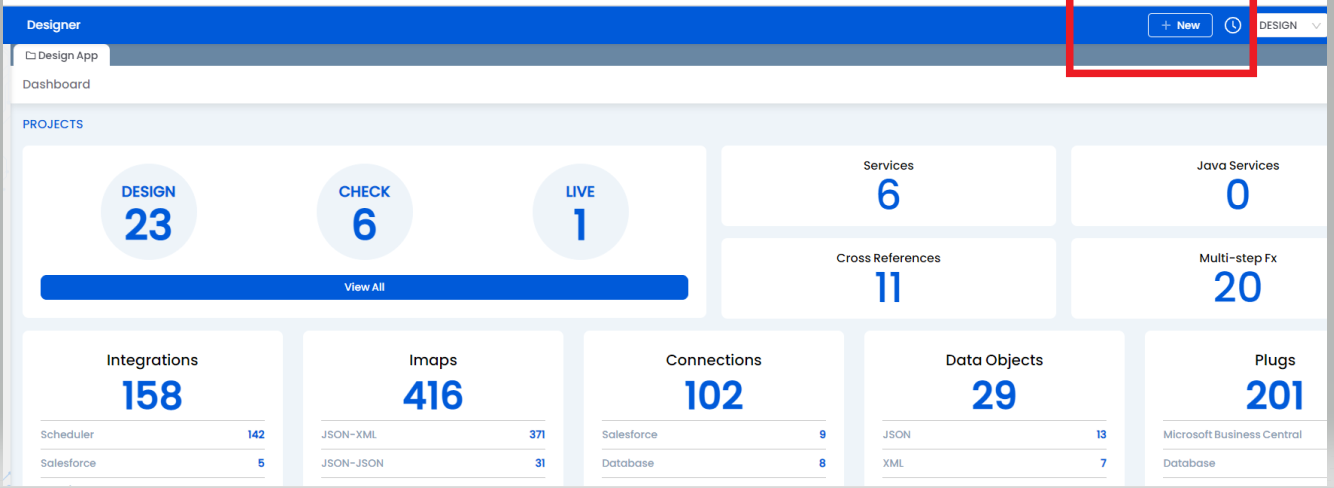 Designer
+ New
DESIGN
Design App
Dashboard
PROJECTS
DESIGN
23
CHECK
6
LIVE
1
View All
Services
6
Java Services
0
Cross References
11
Multi-step Fx
20
Integrations
158
Scheduler 142
Salesforce 5
Imaps
416
JSON-XML 371
JSON-JSON 31
Connections
102
Salesforce 9
Database 8
Data Objects
29
JSON 13
XML 7
Plugs
201
Microsoft Business Central
Database